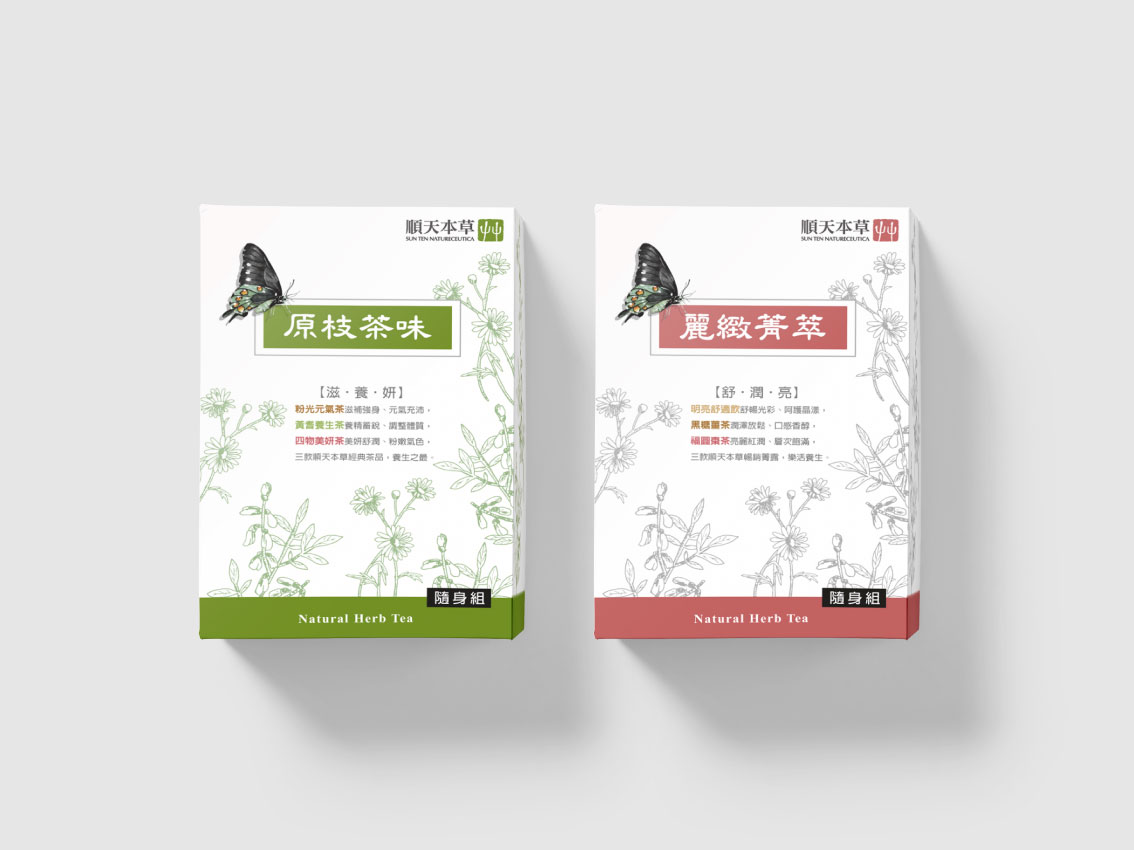 順天本草
SUN TEN NATURECEUTICA
原枝茶味
【滋・養・妍】
粉光元氣茶滋補強身、元氣充沛，
黃耆養生茶養精蓄銳、調整體質，
四物美妍茶美妍舒潤、粉嫩氣色，
三款順天本草經典茶品，養生之最。
隨身組
Natural Herb Tea
順天本草
SUN TEN NATURECEUTICA
麗緻菁萃
【舒・潤・亮】
明亮舒過飲舒暢光彩、呵護晶漾，
黑糖薑茶潤澤放鬆、口感香醇，
福圓棗茶亮麗紅潤、層次飽滿，
三款順天本草暢銷菁露，樂活養生。
隨身組
Natural Herb Tea